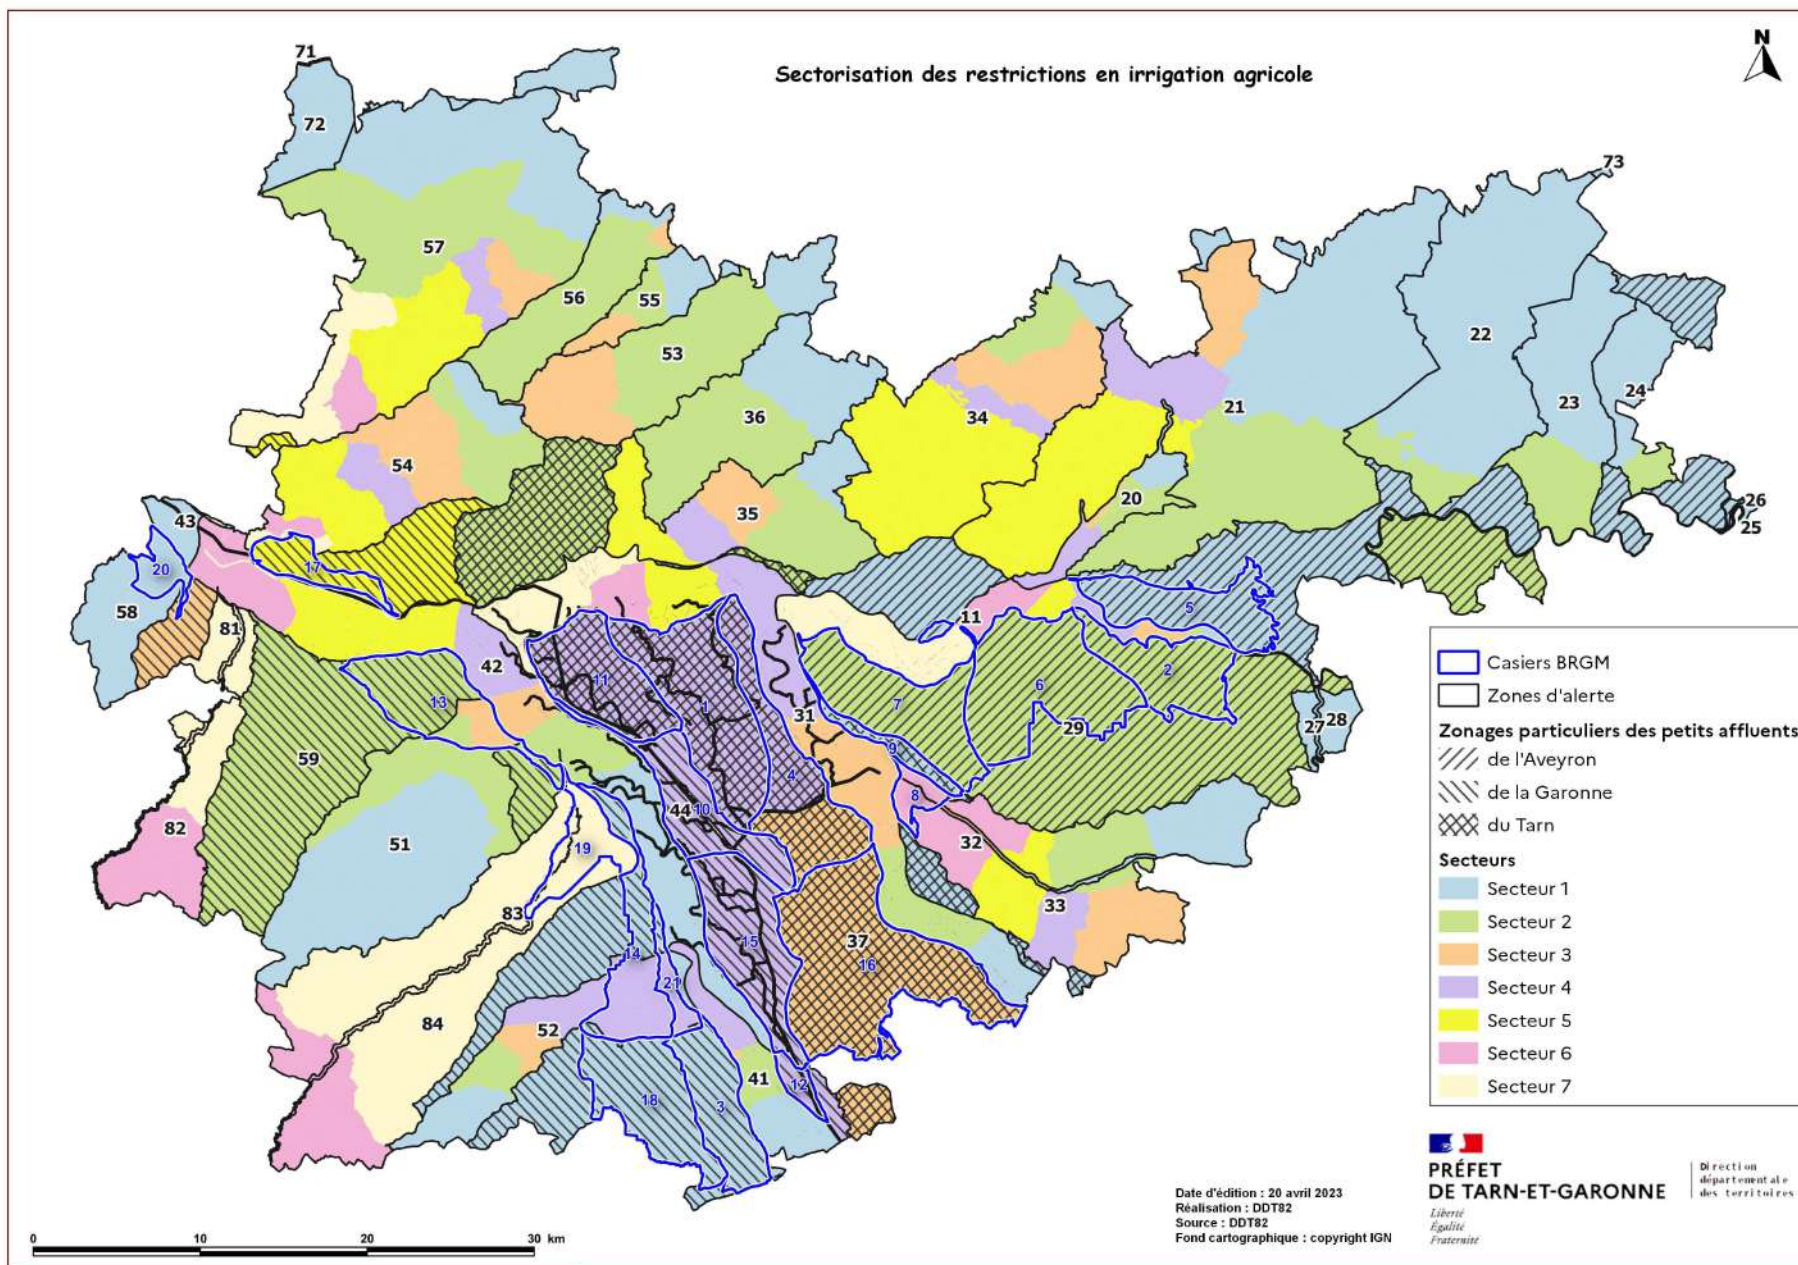 Sectorisation des restrictions en irrigation agricole
N
71
72
73
57
56
55
53
22
24
23
21
36
34
54
35
20
26
25
43
17
20
58
5
81
11
42
11
13
1
31
7
6
2
29
27
28
59
9
4
44
10
8
82
51
19
32
33
83
14
15
37
16
21
84
52
41
12
18
3
Casiers BRGM
Zones d'alerte
Zonages particuliers des petits affluents
de l'Aveyron
de la Garonne
du Tarn
Secteurs
Secteur 1
Secteur 2
Secteur 3
Secteur 4
Secteur 5
Secteur 6
Secteur 7
PRÉFET
DE TARN-ET-GARONNE
Liberté
Égalité
Fraternité
Direction
départementale
des territoires
Date d'édition : 20 avril 2023
Réalisation : DDT82
Source : DDT82
Fond cartographique : copyright IGN
0 10 20 30 km